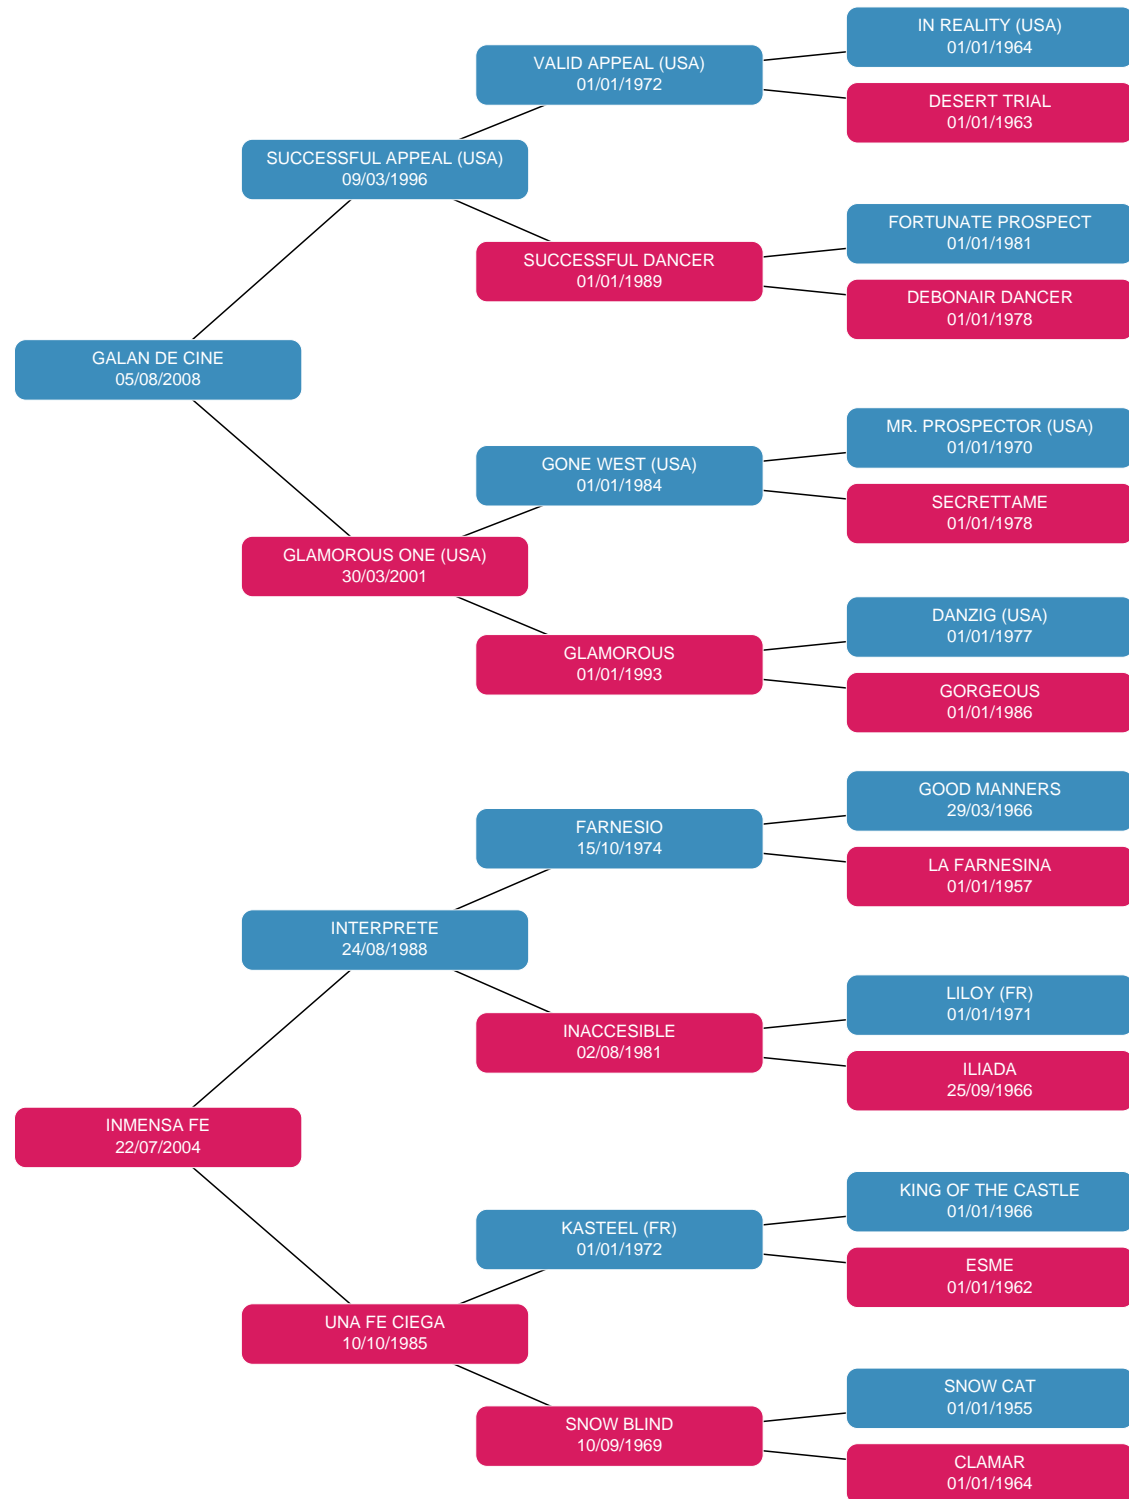 IN REALITY (USA)
01/01/1964
VALID APPEAL (USA)
01/01/1972
DESERT TRIAL
01/01/1963
SUCCESSFUL APPEAL (USA)
09/03/1996
FORTUNATE PROSPECT
01/01/1981
SUCCESSFUL DANCER
01/01/1989
DEBONAIR DANCER
01/01/1978
GALAN DE CINE
05/08/2008
MR. PROSPECTOR (USA)
01/01/1970
GONE WEST (USA)
01/01/1984
SECRETTAME
01/01/1978
GLAMOROUS ONE (USA)
30/03/2001
DANZIG (USA)
01/01/1977
GLAMOROUS
01/01/1993
GORGEOUS
01/01/1986
GOOD MANNERS
29/03/1966
FARNESIO
15/10/1974
LA FARNESINA
01/01/1957
INTERPRETE
24/08/1988
LILOY (FR)
01/01/1971
INACCESIBLE
02/08/1981
ILIADA
25/09/1966
INMENSA FE
22/07/2004
KING OF THE CASTLE
01/01/1966
KASTEEL (FR)
01/01/1972
ESME
01/01/1962
UNA FE CIEGA
10/10/1985
SNOW CAT
01/01/1955
SNOW BLIND
10/09/1969
CLAMAR
01/01/1964